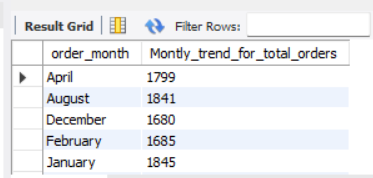 Result Grid Filter Rows:
order_month Montly_trend_for_total_orders
April 1799
August 1841
December 1680
February 1685
January 1845